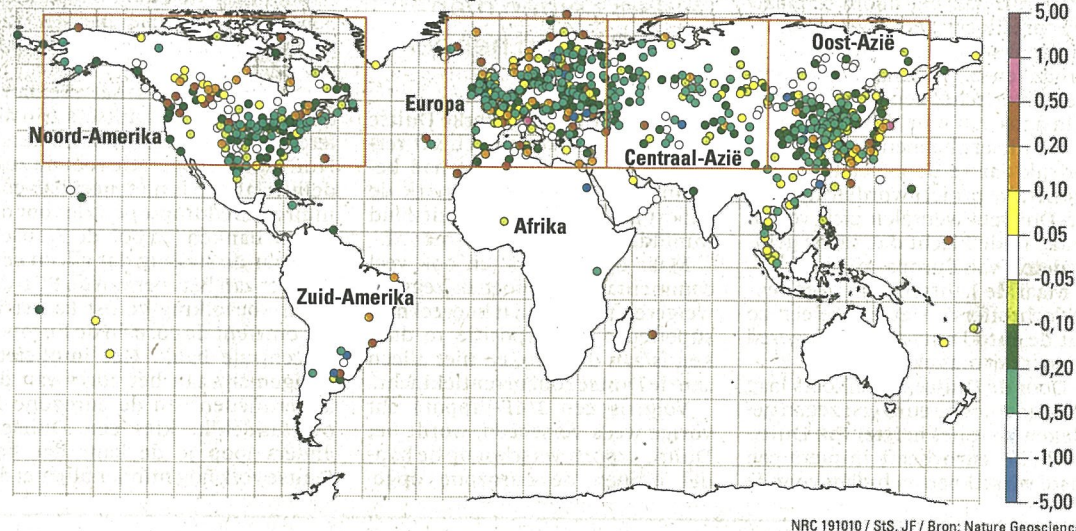 Oost-Azië
Europa
Noord-Amerika
Centraal-Azië
Afrika
Zuid-Amerika
5,00
1,00
0,50
0,20
0,10
0,05
-0,05
-0,10
-0,20
-0,50
-1,00
-5,00
NRC 191010 / StS, JF / Bron: Nature Geoscienc